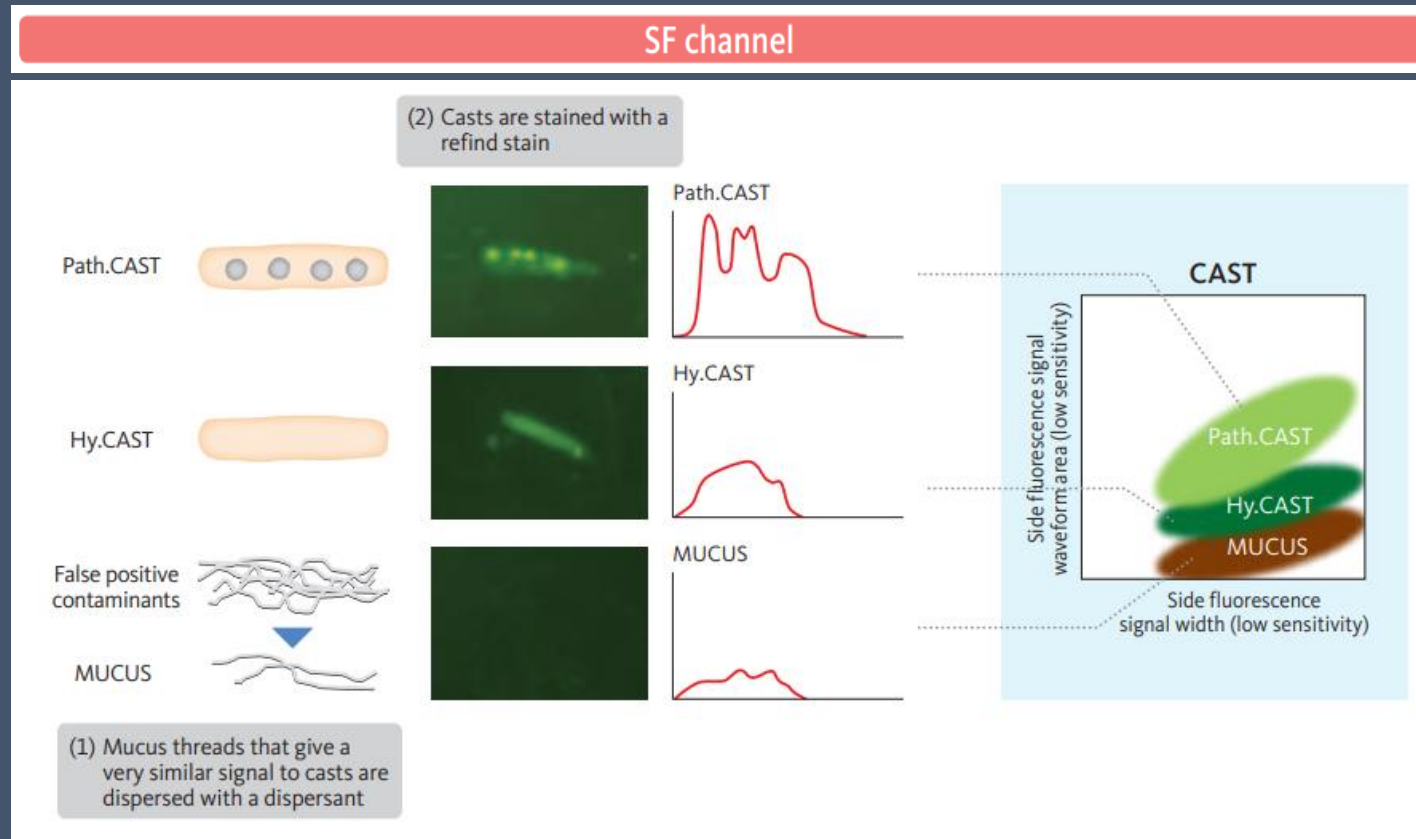 SF channel
(2) Casts are stained with a
refind stain
Path.CAST
Path.CAST
Hy.CAST
Hy.CAST
False positive
contaminants
MUCUS
MUCUS
(1) Mucus threads that give a
very similar signal to casts are
dispersed with a dispersant
CAST
Side fluorescence signal
waveform area (low sensitivity)
Path.CAST
Hy.CAST
MUCUS
Side fluorescence
signal width (low sensitivity)